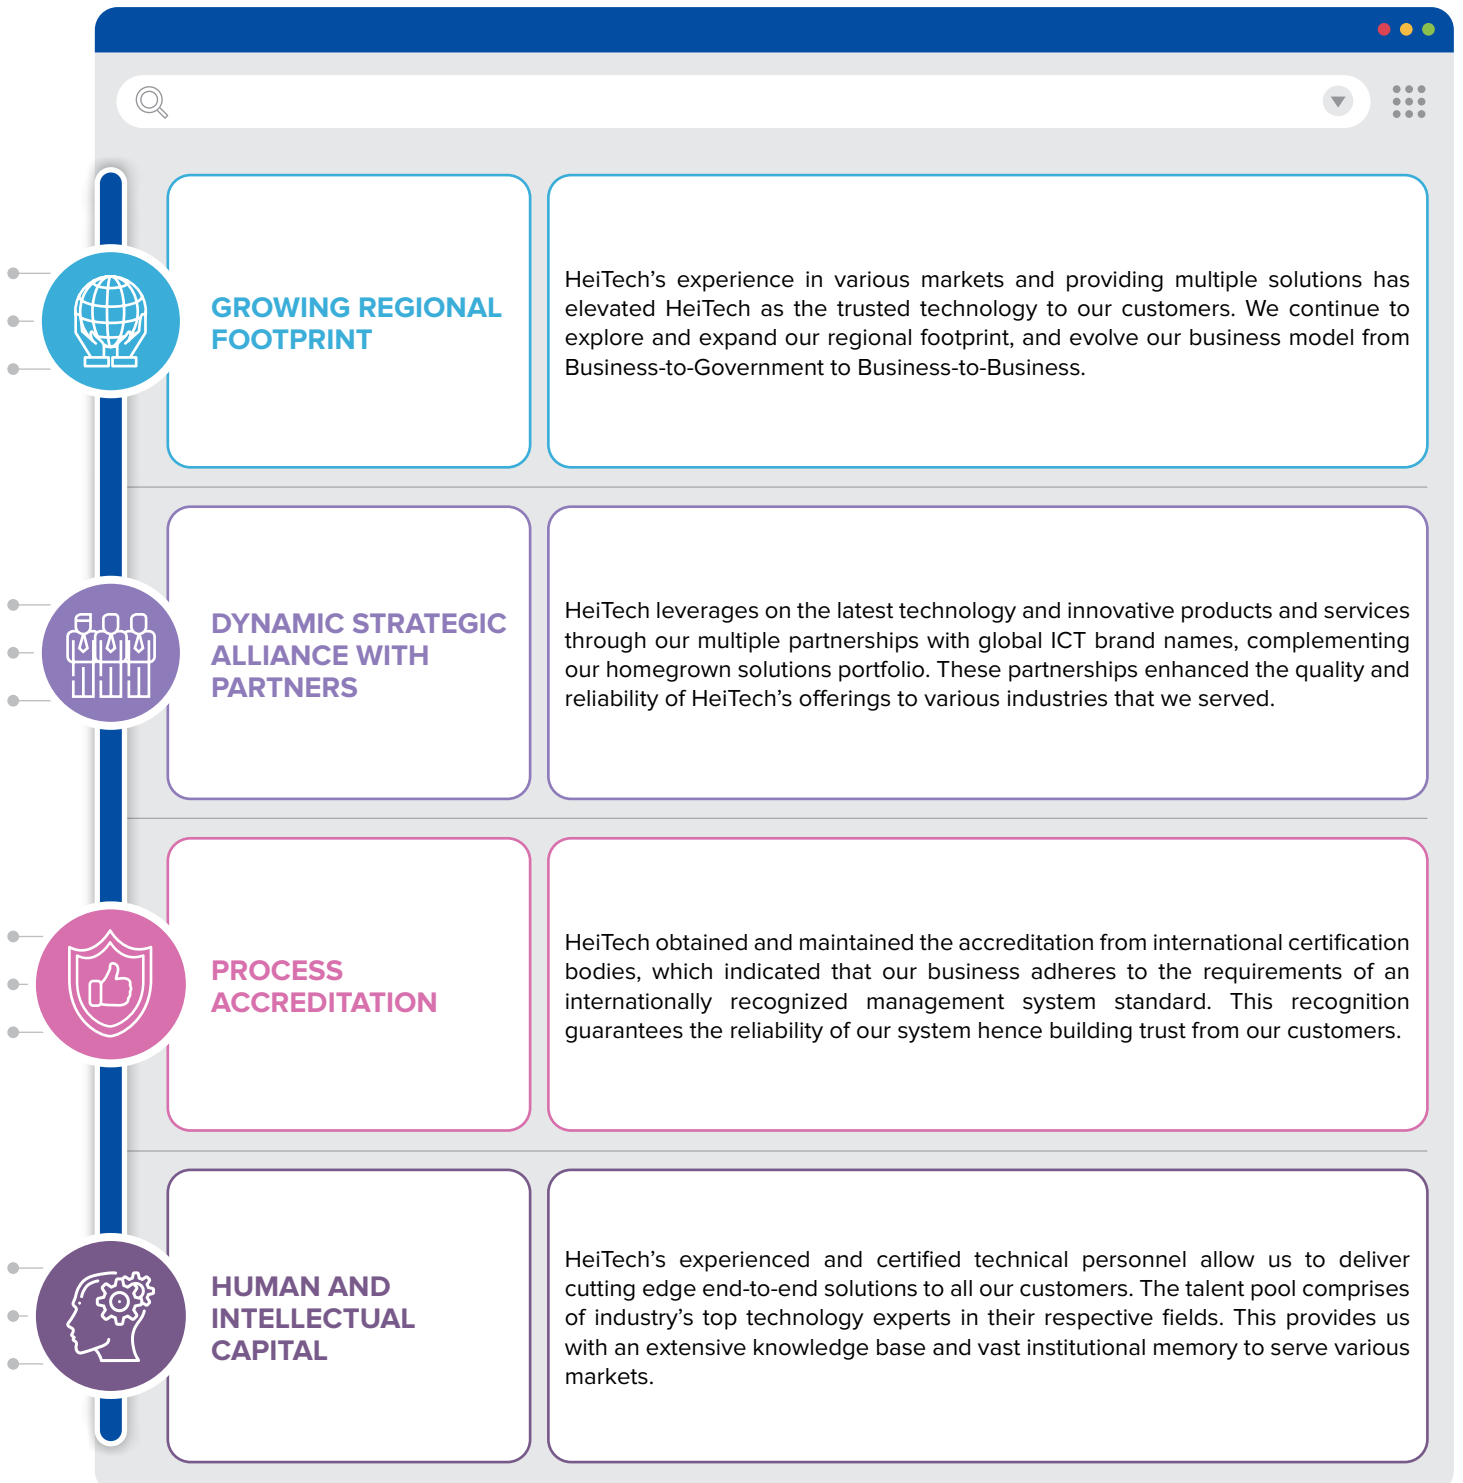 GROWING REGIONAL
FOOTPRINT
HeiTech’s experience in various markets and providing multiple solutions has
elevated HeiTech as the trusted technology to our customers. We continue to
explore and expand our regional footprint, and evolve our business model from
Business-to-Government to Business-to-Business.
DYNAMIC STRATEGIC
ALLIANCE WITH
PARTNERS
HeiTech leverages on the latest technology and innovative products and services
through our multiple partnerships with global ICT brand names, complementing
our homegrown solutions portfolio. These partnerships enhanced the quality and
reliability of HeiTech’s offerings to various industries that we served.
PROCESS
ACCREDITATION
HeiTech obtained and maintained the accreditation from international certification
bodies, which indicated that our business adheres to the requirements of an
internationally recognized management system standard. This recognition
guarantees the reliability of our system hence building trust from our customers.
HUMAN AND
INTELLECTUAL
CAPITAL
HeiTech’s experienced and certified technical personnel allow us to deliver
cutting edge end-to-end solutions to all our customers. The talent pool comprises
of industry’s top technology experts in their respective fields. This provides us
with an extensive knowledge base and vast institutional memory to serve various
markets.